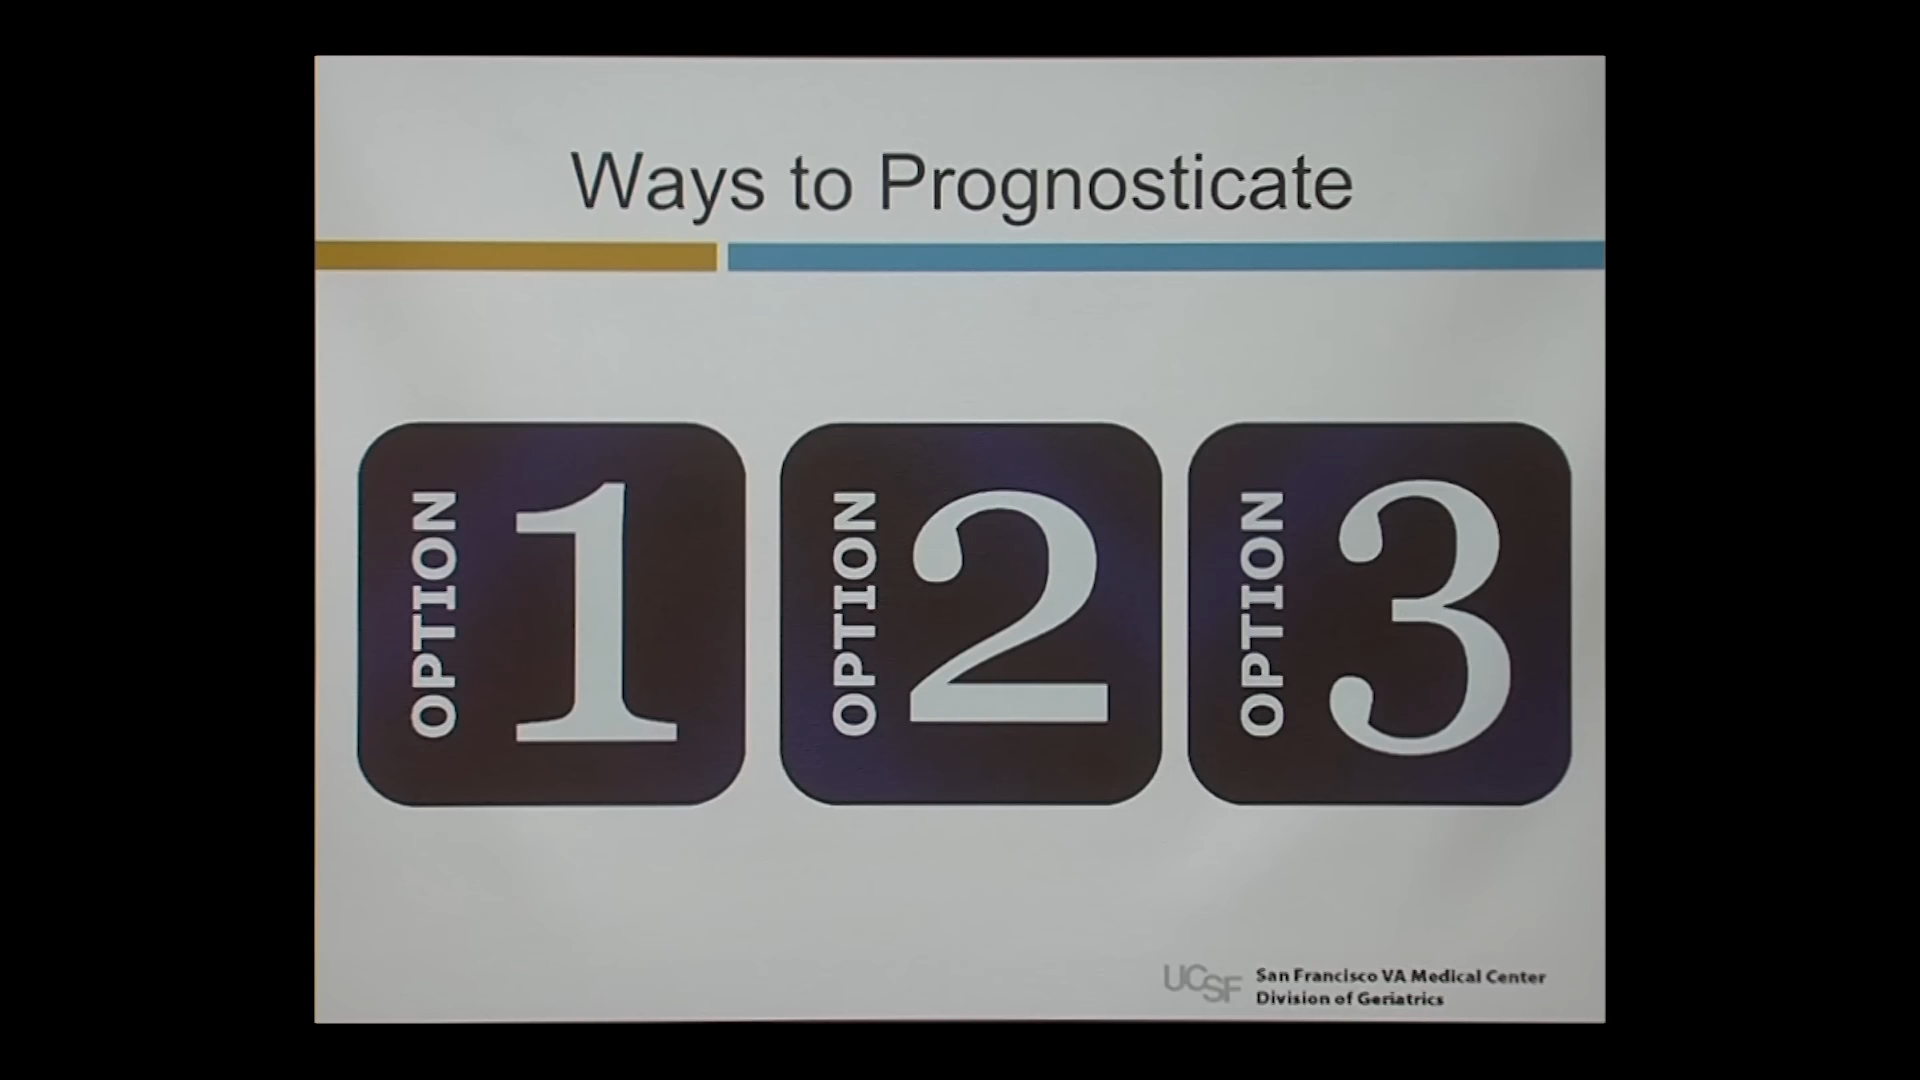 Ways to Prognosticate
OPTION 1
OPTION 2
OPTION 3
UCSF
San Francisco VA Medical Center
Division of Geriatrics